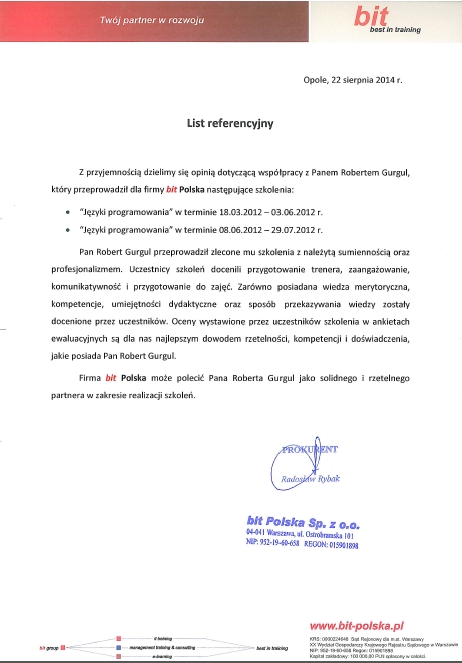 Twój partner w rozwoju
bit
best in training
Opole, 22 sierpnia 2014 r.
List referencyjny
Z przyjemnością dzielimy się opinią dotyczącą współpracy z Panem Robertem Gurgul,
który przeprowadził dla firmy bit Polska następujące szkolenia:
• "Języki programowania" w terminie 18.03.2012 – 03.06.2012 r.
• "Języki programowania" w terminie 08.06.2012 – 29.07.2012 r.
Pan Robert Gurgul przeprowadził zlecone mu szkolenia z należytą sumiennością oraz
profesjonalizmem. Uczestnicy szkoleń docenili przygotowanie trenera, zaangażowanie,
komunikatywność i przygotowanie do zajęć. Zarówno posiadana wiedza merytoryczna,
kompetencje, umiejętności dydaktyczne oraz sposób przekazywania wiedzy zostały
docenione przez uczestników. Oceny wystawione przez uczestników szkolenia w ankietach
ewaluacyjnych są dla nas najlepszym dowodem rzetelności, kompetencji i doświadczenia,
jakie posiada Pan Robert Gurgul.
Firma bit Polska może polecić Pana Roberta Gurgul jako solidnego i rzetelnego
partnera w zakresie realizacji szkoleń.
PROKURENT
Radosław Rybak
bit Polska Sp. z o.o.
04-041 Warszawa, ul. Ostrobramska 101
NIP: 952-19-60-658 REGON: 015901898
www.bit-polska.pl
it training
bit group
management training & consulting
best in training
e-learning
KRS: 0000224648 Sąd Rejonowy dla m.st. Warszawy
XX Wydział Gospodarczy Krajowego Rejestru Sądowego w Warszawie
NIP: 952-19-60-658 Regon: 015901898
Kapitał zakładowy: 100 000,00 PLN opłacony w całości.